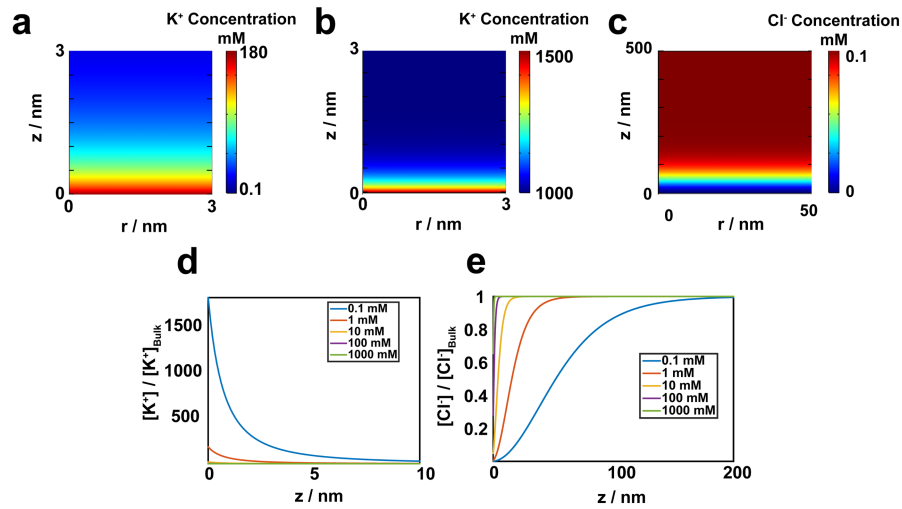 a
K⁺ Concentration
mM
180
0.1
3
0
z / nm
0
3
r / nm
b
K⁺ Concentration
mM
1500
1000
3
0
z / nm
0
3
r / nm
c
Cl⁻ Concentration
mM
0.1
0
500
0
z / nm
0
50
r / nm
d
[K⁺] / [K⁺]Bulk
1500
1000
500
0.1 mM
1 mM
10 mM
100 mM
1000 mM
0
5
10
z / nm
e
[Cl⁻] / [Cl⁻]Bulk
1
0.8
0.6
0.4
0.2
0.1 mM
1 mM
10 mM
100 mM
1000 mM
0
100
200
z / nm